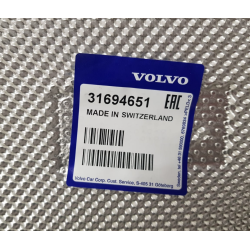 VOLVO
31694651 EAC
MADE IN SWITZERLAND
Volvo Car Corp. Cust. Service, S-405 31 Göteborg